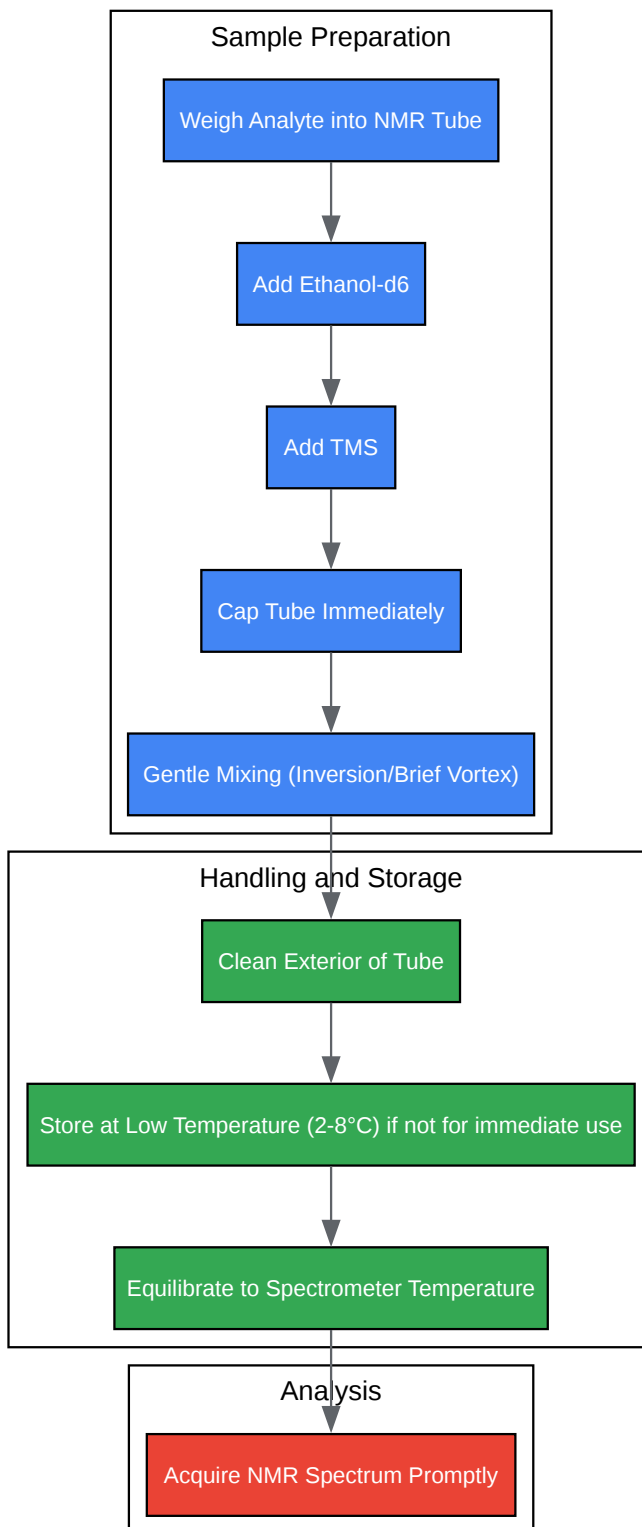 Sample Preparation
Weigh Analyte into NMR Tube
Add Ethanol-d6
Add TMS
Cap Tube Immediately
Gentle Mixing (Inversion/Brief Vortex)
Handling and Storage
Clean Exterior of Tube
Store at Low Temperature (2-8°C) if not for immediate use
Equilibrate to Spectrometer Temperature
Analysis
Acquire NMR Spectrum Promptly